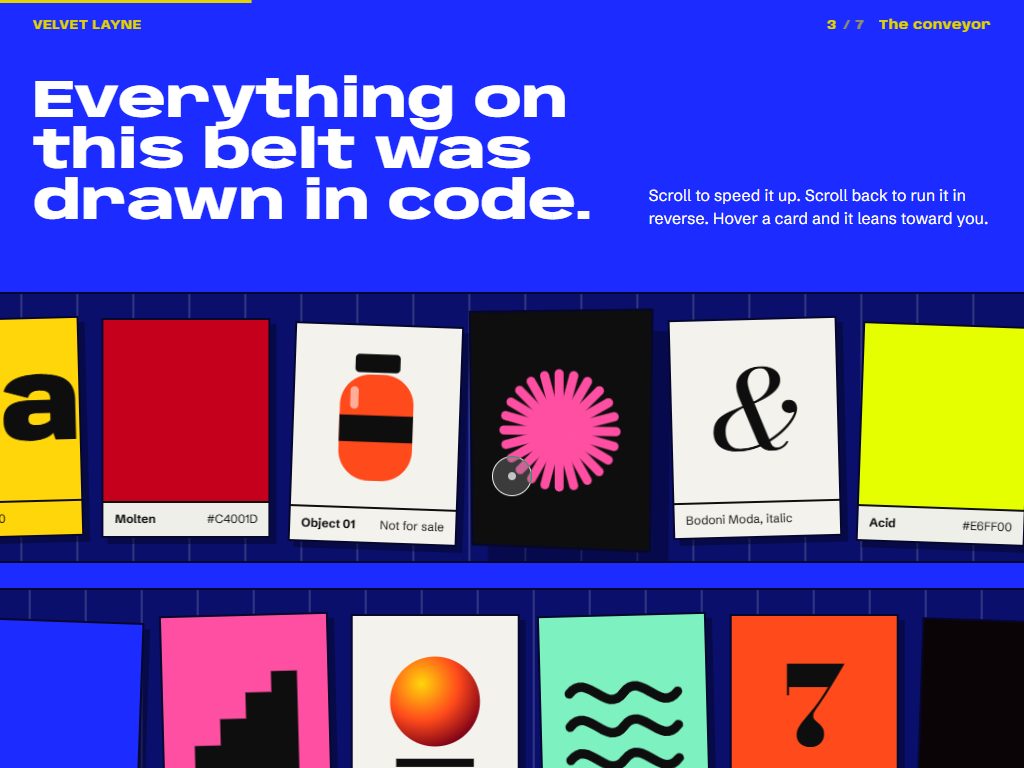 VELVET LAYNE
3 / 7 The conveyor
Everything on
this belt was
drawn in code.
Scroll to speed it up. Scroll back to run it in
reverse. Hover a card and it leans toward you.
a
0
Molten #C4001D
Object 01 Not for sale
&
Bodoni Moda, italic
Acid #E6FF00
7